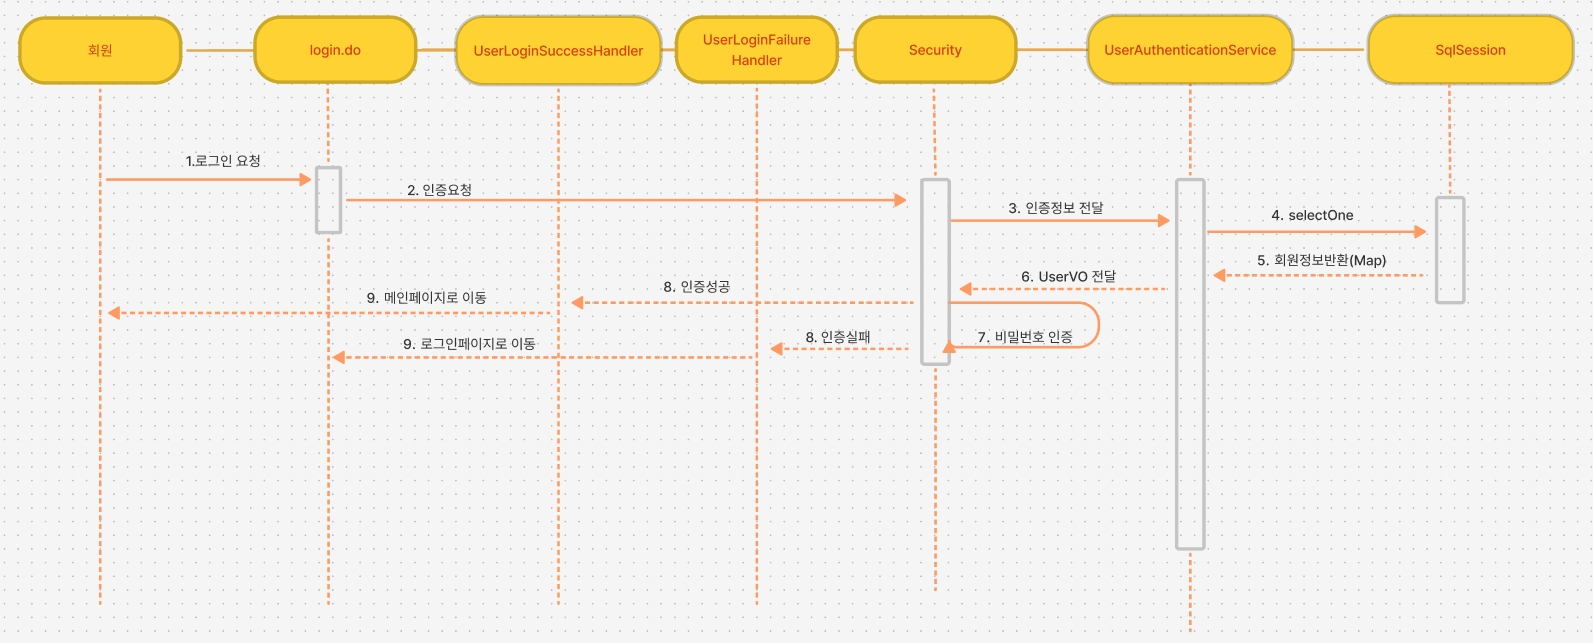 회원
login.do
UserLoginSuccessHandler
UserLoginFailure
Handler
Security
UserAuthenticationService
SqlSession
1.로그인 요청
2. 인증요청
3. 인증정보 전달
4. selectOne
5. 회원정보반환(Map)
6. UserVO 전달
8. 인증성공
9. 메인페이지로 이동
7. 비밀번호 인증
8. 인증실패
9. 로그인페이지로 이동